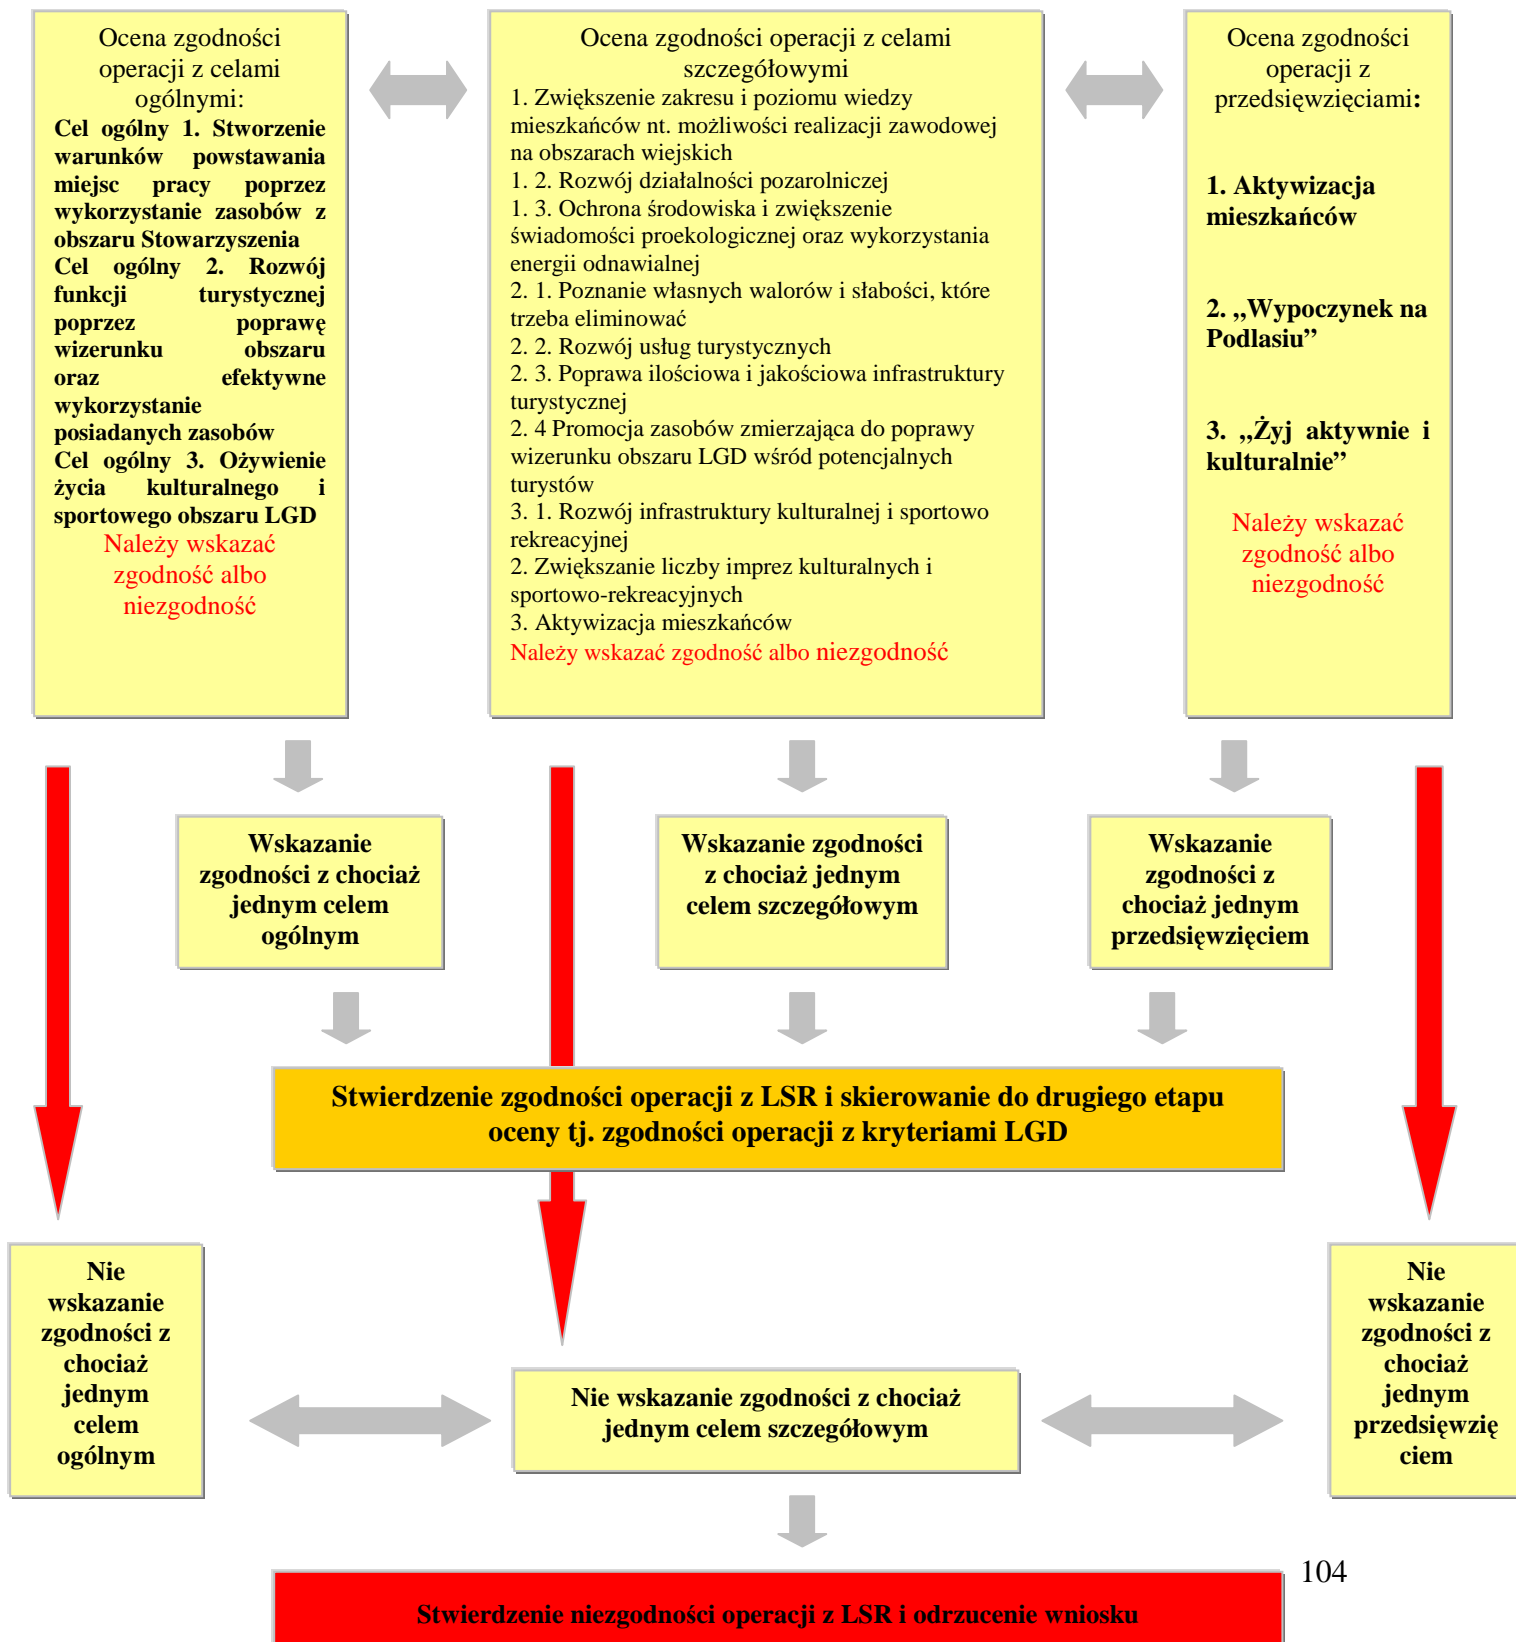 Ocena zgodności
operacji z celami
ogólnymi:
Cel ogólny 1. Stworzenie
warunków powstawania
miejsc pracy poprzez
wykorzystanie zasobów z
obszaru Stowarzyszenia
Cel ogólny 2. Rozwój
funkcji turystycznej
poprzez poprawę
wizerunku obszaru
oraz efektywne
wykorzystanie
posiadanych zasobów
Cel ogólny 3. Ożywienie
życia kulturalnego i
sportowego obszaru LGD
Należy wskazać
zgodność albo
niezgodność
Ocena zgodności operacji z celami
szczegółowymi
1. Zwiększenie zakresu i poziomu wiedzy
mieszkańców nt. możliwości realizacji zawodowej
na obszarach wiejskich
1. 2. Rozwój działalności pozarolniczej
1. 3. Ochrona środowiska i zwiększenie
świadomości proekologicznej oraz wykorzystania
energii odnawialnej
2. 1. Poznanie własnych walorów i słabości, które
trzeba eliminować
2. 2. Rozwój usług turystycznych
2. 3. Poprawa ilościowa i jakościowa infrastruktury
turystycznej
2. 4 Promocja zasobów zmierzająca do poprawy
wizerunku obszaru LGD wśród potencjalnych
turystów
3. 1. Rozwój infrastruktury kulturalnej i sportowo
rekreacyjnej
2. Zwiększanie liczby imprez kulturalnych i
sportowo-rekreacyjnych
3. Aktywizacja mieszkańców
Należy wskazać zgodność albo niezgodność
Ocena zgodności
operacji z
przedsięwzięciami:
1. Aktywizacja
mieszkańców
2. „Wypoczynek na
Podlasiu”
3. „Żyj aktywnie i
kulturalnie”
Należy wskazać
zgodność albo
niezgodność
Wskazanie
zgodności z chociaż
jednym celem
ogólnym
Wskazanie zgodności
z chociaż jednym
celem szczegółowym
Wskazanie
zgodności z
chociaż jednym
przedsięwzięciem
Stwierdzenie zgodności operacji z LSR i skierowanie do drugiego etapu
oceny tj. zgodności operacji z kryteriami LGD
Nie
wskazanie
zgodności z
chociaż
jednym
celem
ogólnym
Nie wskazanie zgodności z chociaż
jednym celem szczegółowym
Nie
wskazanie
zgodności z
chociaż
jednym
przedsięwzię
ciem
104
Stwierdzenie niezgodności operacji z LSR i odrzucenie wniosku